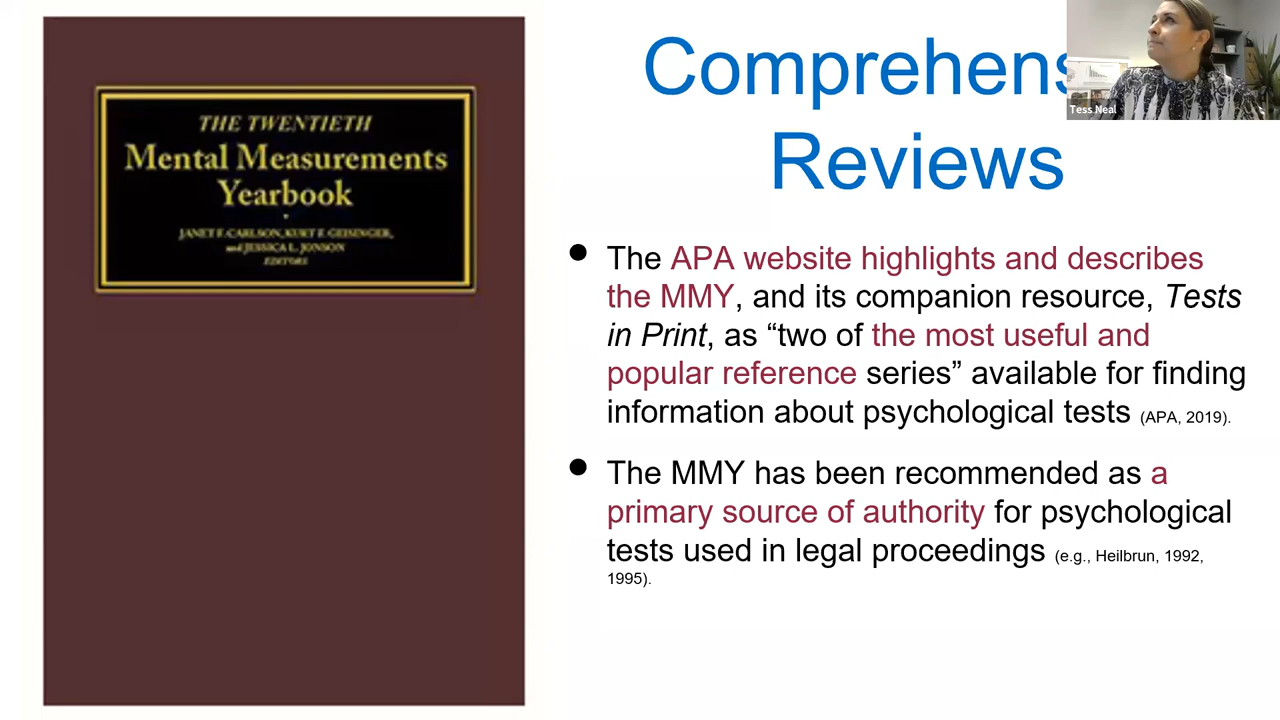 THE TWENTIETH
Mental Measurements
Yearbook
JANET F. CARLSON, KURT F. GEISINGER,
and JESSICA L. JONSON
EDITORS
Comprehens
Reviews
Tess Neal
• The APA website highlights and describes
the MMY, and its companion resource, Tests
in Print, as “two of the most useful and
popular reference series” available for finding
information about psychological tests (APA, 2019).
• The MMY has been recommended as a
primary source of authority for psychological
tests used in legal proceedings (e.g., Heilbrun, 1992,
1995).